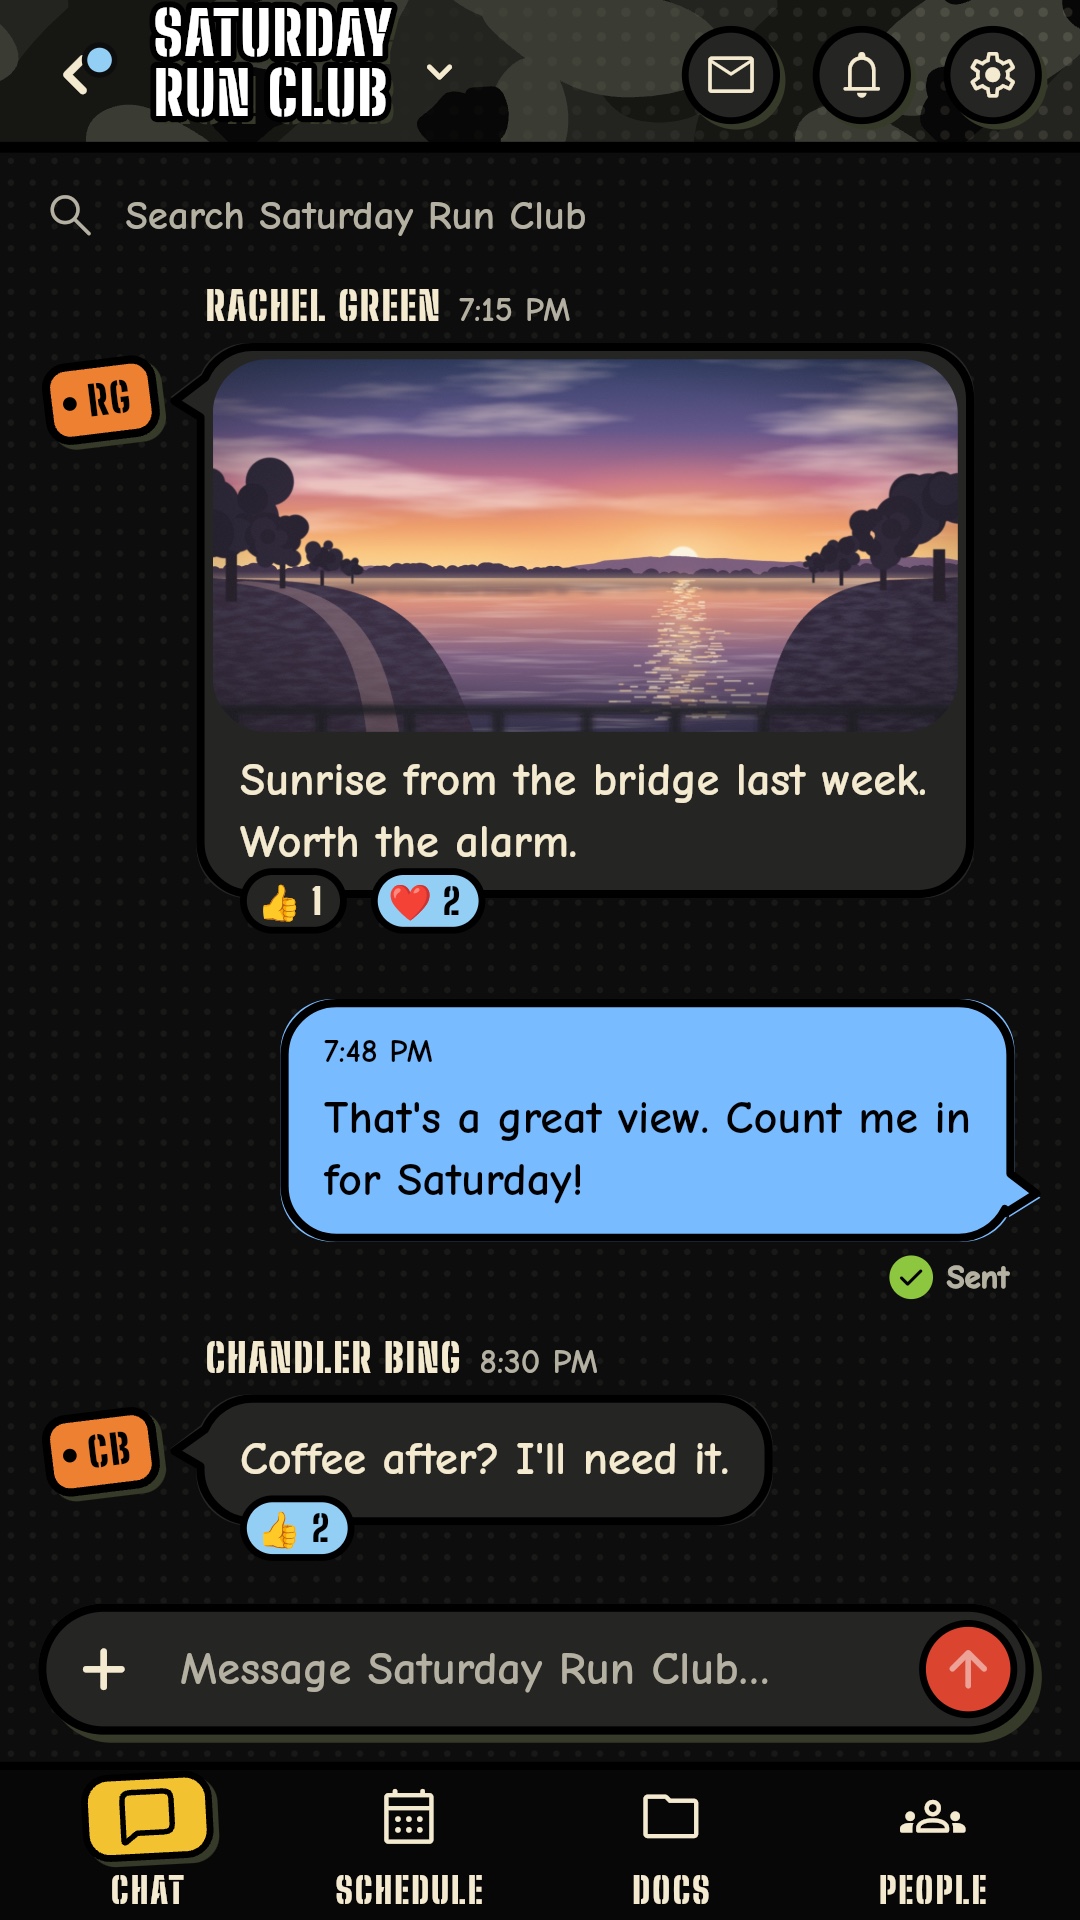 SATURDAY
RUN CLUB
Search Saturday Run Club
RACHEL GREEN 7:15 PM
RG
Sunrise from the bridge last week.
Worth the alarm.
👍 1 ❤️ 2
7:48 PM
That's a great view. Count me in
for Saturday!
Sent
CHANDLER BING 8:30 PM
CB
Coffee after? I'll need it.
👍 2
Message Saturday Run Club...
CHAT SCHEDULE DOCS PEOPLE